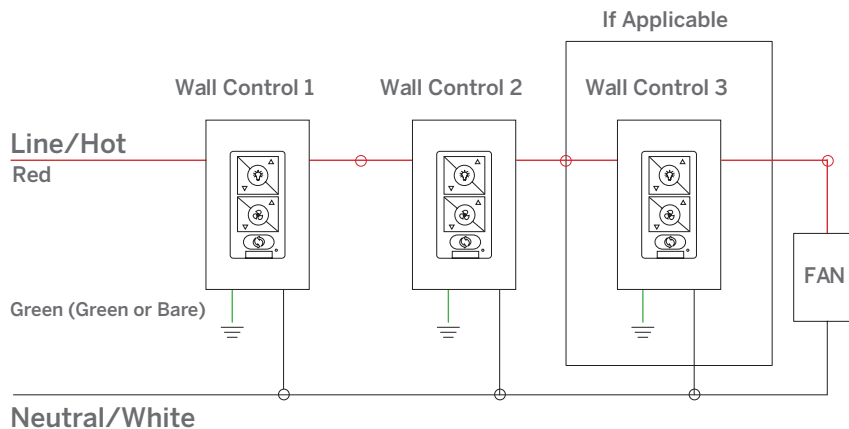 If Applicable
Wall Control 1
Wall Control 2
Wall Control 3
Line/Hot
Red
FAN
Green (Green or Bare)
Neutral/White